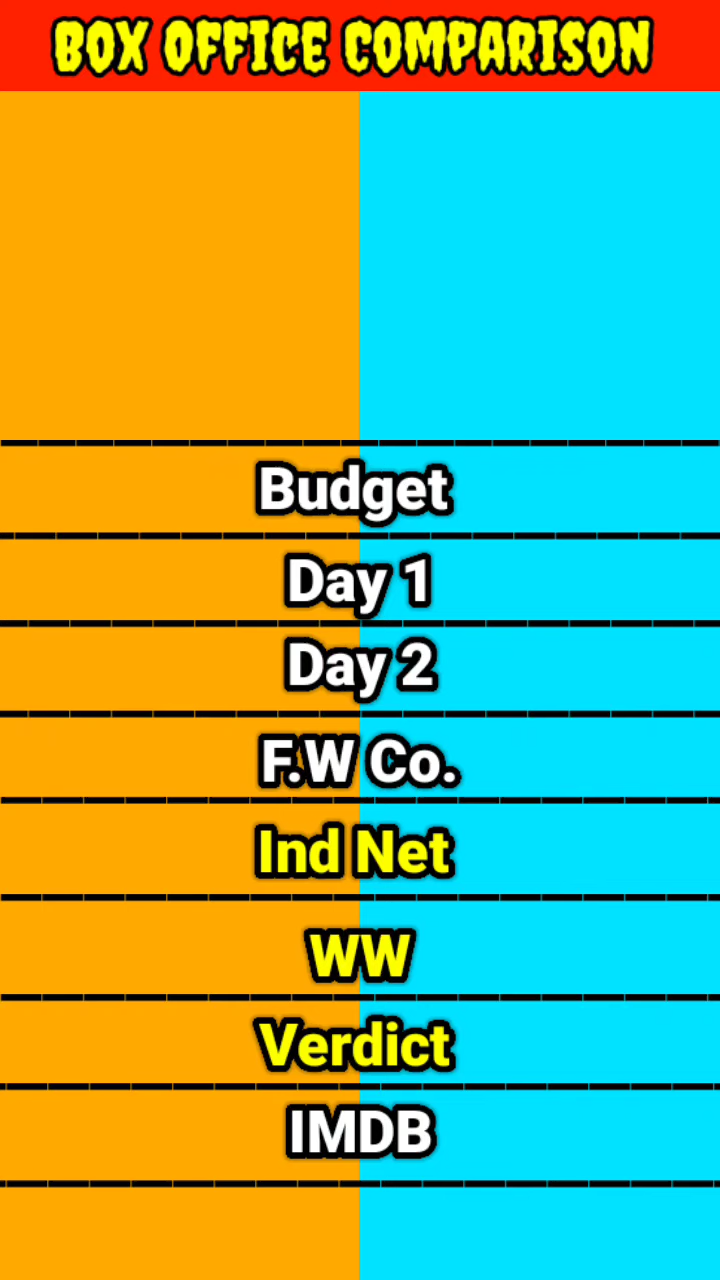 BOX OFFICE COMPARISON
Budget
Day 1
Day 2
F.W Co.
Ind Net
WW
Verdict
IMDB